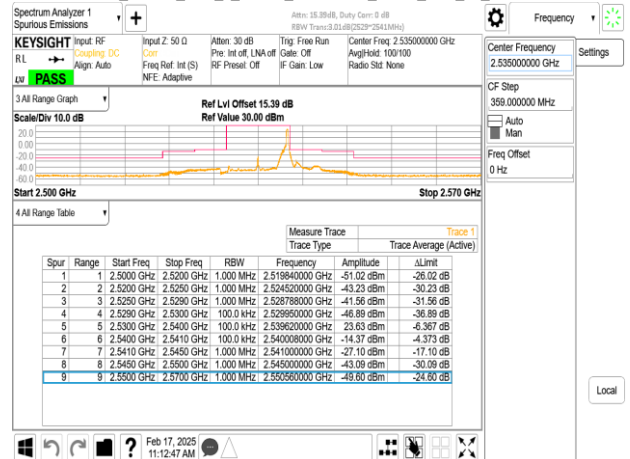 Spectrum Analyzer 1
Spurious Emissions
Attn: 15.39dB, Duty Corr: 0 dB
RBW Trans:3.01dB(2529~2541MHz)
Frequency
KEYSIGHT
RL
LXI
PASS
Input: RF
Coupling: DC
Align: Auto
Input Z: 50 Ω
Corr
Freq Ref: Int (S)
NFE: Adaptive
Atten: 30 dB
Pre: Int off, LNA off
RF Preset: Off
Trig: Free Run
Gate: Off
IF Gain: Low
Center Freq: 2.535000000 GHz
Avg|Hold: 100/100
Radio Std: None
Center Frequency
2.535000000 GHz
Settings
CF Step
359.000000 MHz
Auto
Man
Freq Offset
0 Hz
Local
3 All Range Graph
Scale/Div 10.0 dB
Ref Lvl Offset 15.39 dB
Ref Value 30.00 dBm
20.0
0.00
-20.0
-40.0
-60.0
Start 2.500 GHz
Stop 2.570 GHz
4 All Range Table
Measure Trace Trace 1
Trace Type Trace Average (Active)
Spur Range Start Freq Stop Freq RBW Frequency Amplitude ΔLimit
1 1 2.5000 GHz 2.5200 GHz 1.000 MHz 2.519840000 GHz -51.02 dBm -26.02 dB
2 2 2.5200 GHz 2.5250 GHz 1.000 MHz 2.524520000 GHz -43.23 dBm -30.23 dB
3 3 2.5250 GHz 2.5290 GHz 1.000 MHz 2.528788000 GHz -41.56 dBm -31.56 dB
4 4 2.5290 GHz 2.5300 GHz 100.0 kHz 2.529950000 GHz -46.89 dBm -36.89 dB
5 5 2.5300 GHz 2.5400 GHz 100.0 kHz 2.539620000 GHz 23.63 dBm -6.367 dB
6 6 2.5400 GHz 2.5410 GHz 100.0 kHz 2.540008000 GHz -14.37 dBm -4.373 dB
7 7 2.5410 GHz 2.5450 GHz 1.000 MHz 2.541000000 GHz -27.10 dBm -17.10 dB
8 8 2.5450 GHz 2.5500 GHz 1.000 MHz 2.545000000 GHz -43.09 dBm -30.09 dB
9 9 2.5500 GHz 2.5700 GHz 1.000 MHz 2.550560000 GHz -49.60 dBm -24.60 dB
?
Feb 17, 2025
11:12:47 AM